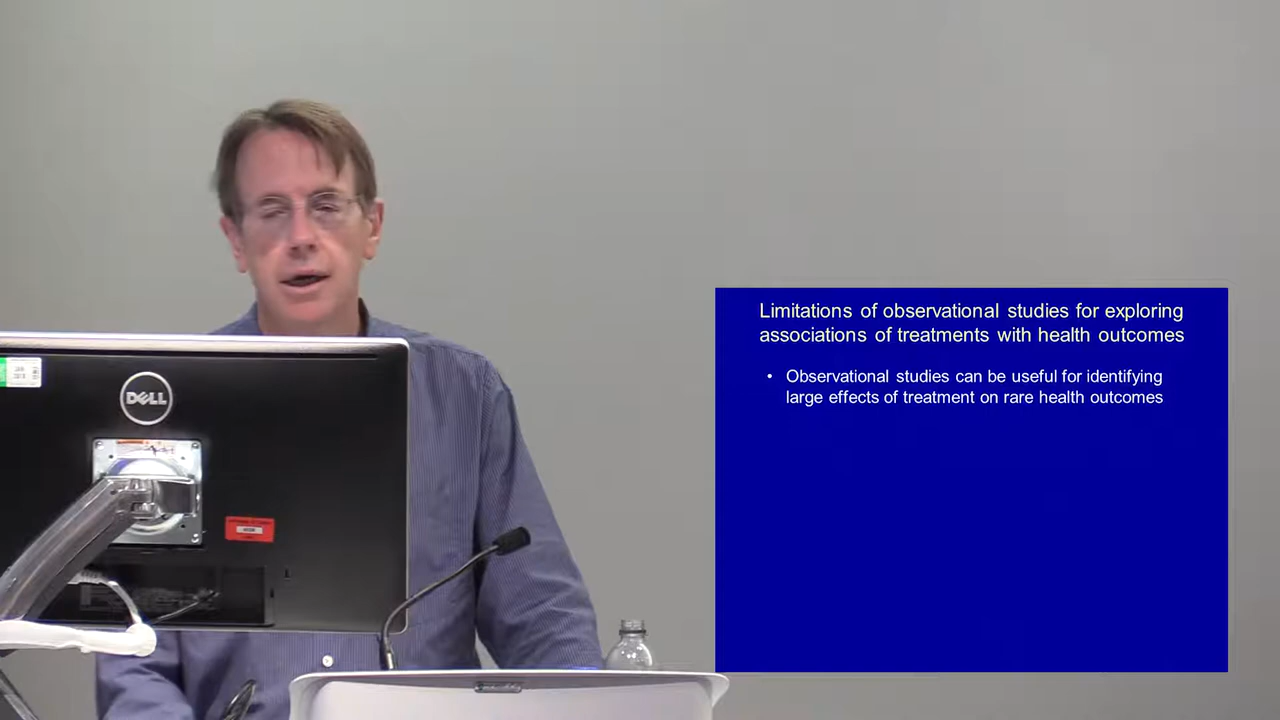 Limitations of observational studies for exploring
associations of treatments with health outcomes
• Observational studies can be useful for identifying
large effects of treatment on rare health outcomes
DELL